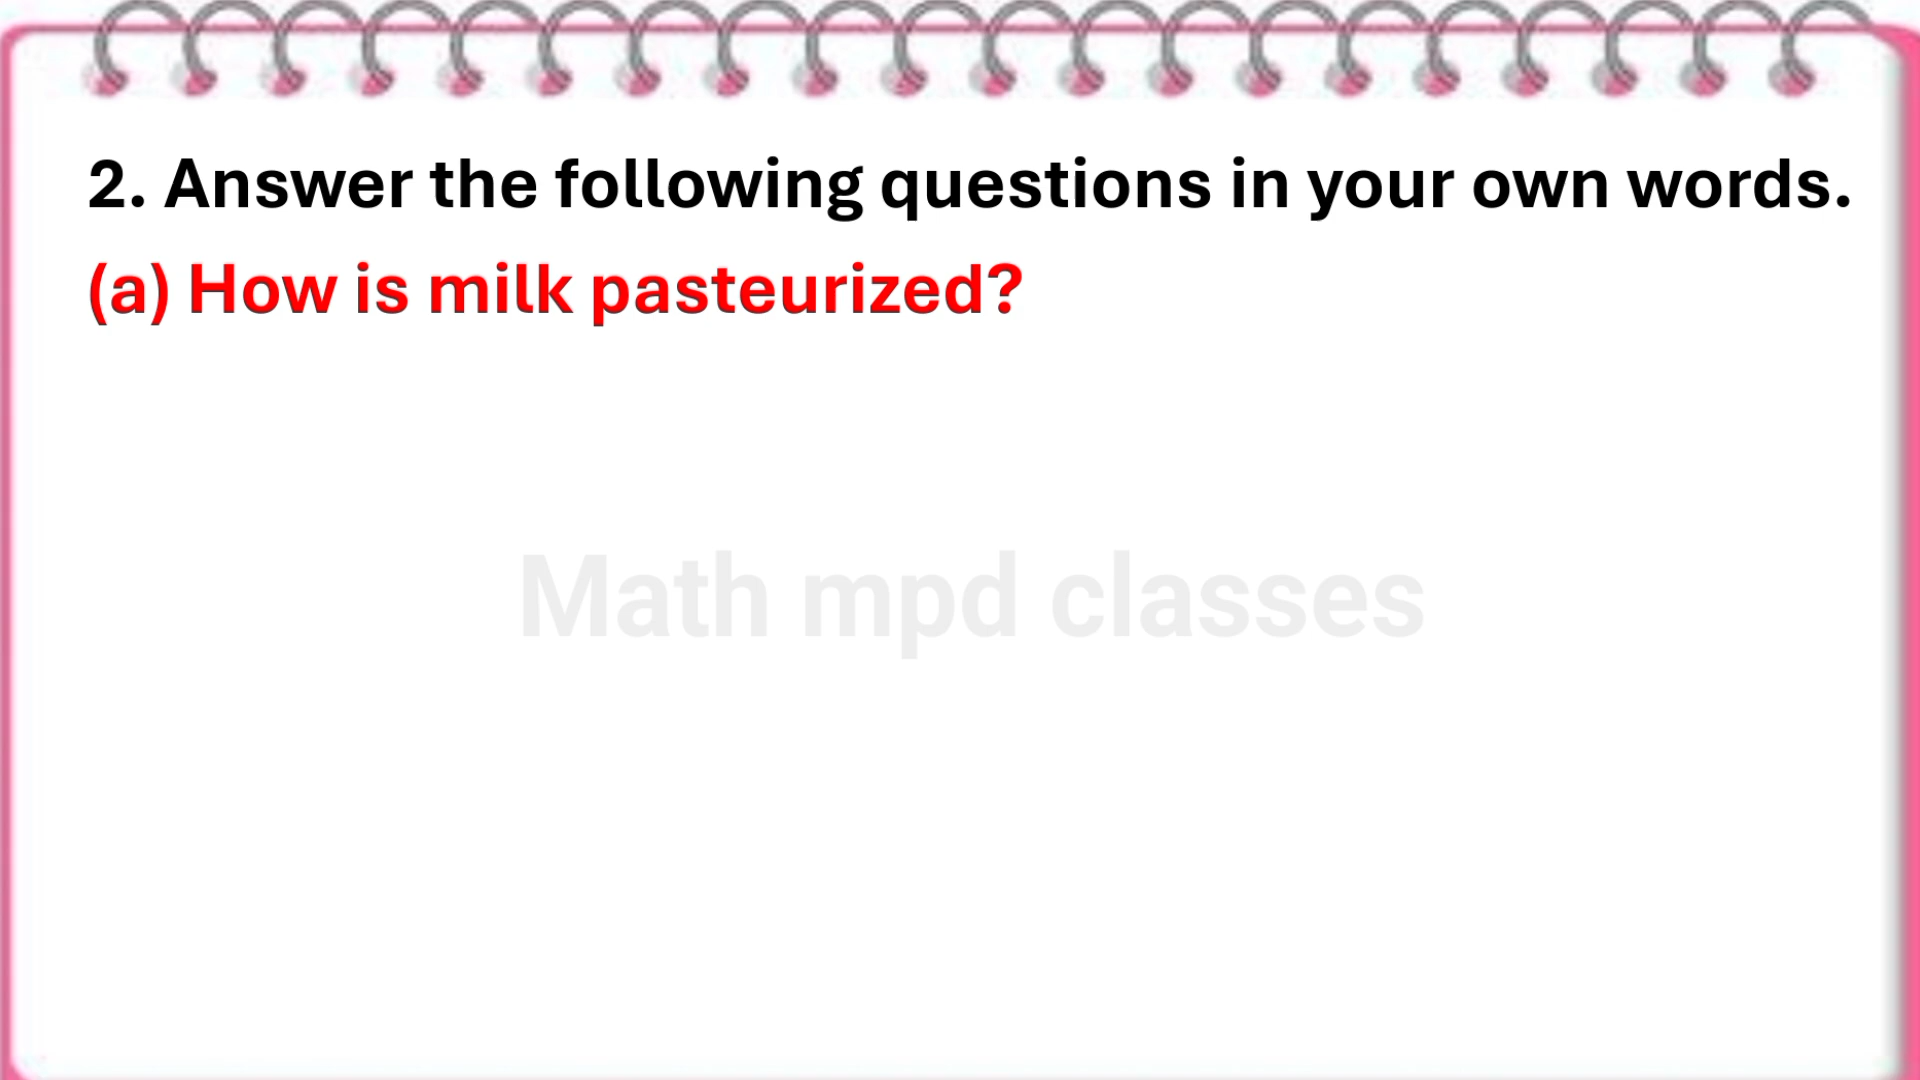 2. Answer the following questions in your own words.
(a) How is milk pasteurized?
Math mpd classes